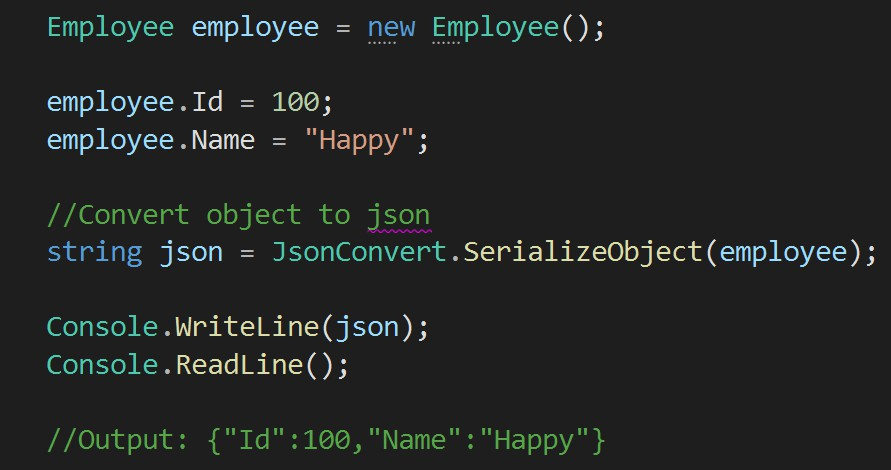 Employee employee = new Employee();
employee.Id = 100;
employee.Name = "Happy";
//Convert object to json
string json = JsonConvert.SerializeObject(employee);
Console.WriteLine(json);
Console.ReadLine();
//Output: {"Id":100,"Name":"Happy"}